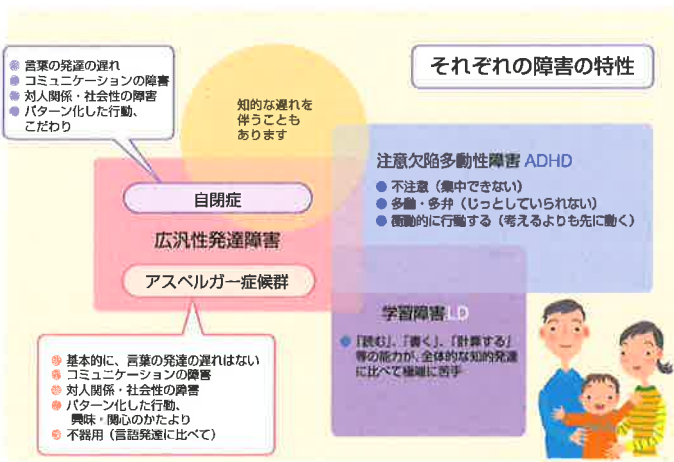 それぞれの障害の特性
言葉の発達の遅れ
コミュニケーションの障害
対人関係・社会性の障害
パターン化した行動、
こだわり
知的な遅れを
伴うことも
あります
自閉症
広汎性発達障害
アスペルガー症候群
基本的に、言葉の発達の遅れはない
コミュニケーションの障害
対人関係・社会性の障害
パターン化した行動、
興味・関心のかたより
不器用（言語発達に比べて）
注意欠陥多動性障害 ADHD
不注意（集中できない）
多動・多弁（じっとしていられない）
衝動的に行動する（考えるよりも先に動く）
学習障害 LD
「読む」、「書く」、「計算する」
等の能力が、全体的な知的発達
に比べて極端に苦手